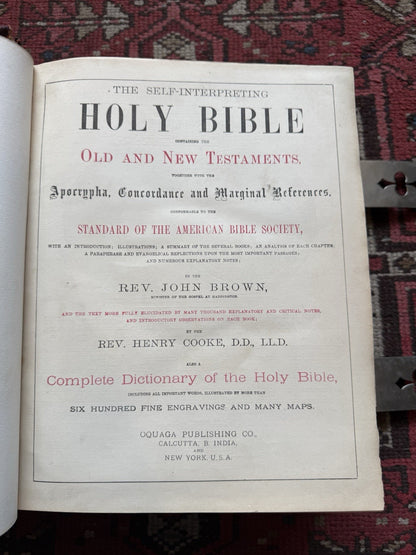 THE SELF-INTERPRETING
HOLY BIBLE
CONTAINING THE
OLD AND NEW TESTAMENTS,
TOGETHER WITH THE
Apocrypha, Concordance and Marginal References.
CONFORMABLE TO THE
STANDARD OF THE AMERICAN BIBLE SOCIETY,
WITH AN INTRODUCTION; ILLUSTRATIONS; A SUMMARY OF THE SEVERAL BOOKS; AN ANALYSIS OF EACH CHAPTER;
A PARAPHRASE AND EVANGELICAL REFLECTIONS UPON THE MOST IMPORTANT PASSAGES;
AND NUMEROUS EXPLANATORY NOTES;
BY THE
REV. JOHN BROWN,
MINISTER OF THE GOSPEL AT HADDINGTON.
AND THE TEXT MORE FULLY ELUCIDATED BY MANY THOUSAND EXPLANATORY AND CRITICAL NOTES,
AND INTRODUCTORY DISSERTATIONS ON EACH BOOK;
BY THE
REV. HENRY COOKE, D.D., LL.D.
ALSO A
Complete Dictionary of the Holy Bible,
INCLUDING ALL IMPORTANT WORDS, ILLUSTRATED BY MORE THAN
SIX HUNDRED FINE ENGRAVINGS AND MANY MAPS.
OQUAGA PUBLISHING CO.,
CALCUTTA, B. INDIA,
AND
NEW YORK, U.S.A.